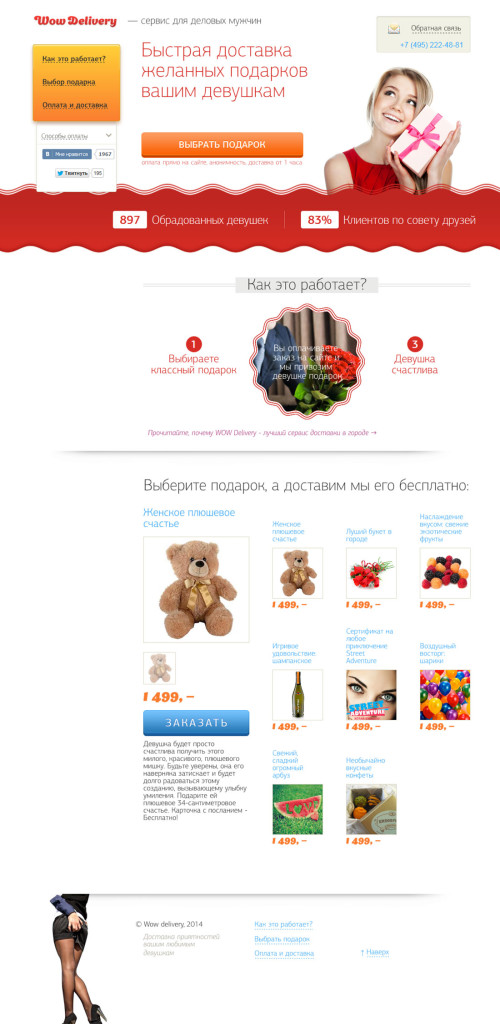 Wow Delivery — сервис для деловых мужчин
Обратная связь
+7 (495) 222-48-81
Как это работает?
Выбор подарка
Оплата и доставка
Способы оплаты
Мне нравится 1967
Твитнуть 195
Быстрая доставка
желанных подарков
вашим девушкам
ВЫБРАТЬ ПОДАРОК
оплата прямо на сайте, анонимность, доставка от 1 часа
897 Обрадованных девушек
83% Клиентов по совету друзей
Как это работает?
1
Выбираете
классный подарок
Вы оплачиваете
заказ на сайте и
мы привозим
девушке подарок
3
Девушка
счастлива
Прочитайте, почему WOW Delivery - лучший сервис доставки в городе →
Выберите подарок, а доставим мы его бесплатно:
Женское плюшевое
счастье
1 499, –
ЗАКАЗАТЬ
Девушка будет просто
счастлива получить этого
милого, красивого, плюшевого
мишку. Будьте уверены, она его
наверняка затискает и будет
долго радоваться этому
созданию, вызывающему улыбку
умиления. Подарите ей
плюшевое 34-сантиметровое
счастье. Карточка с посланием -
Бесплатно!
Женское
плюшевое
счастье
1 499, –
Луший букет в
городе
1 499, –
Наслаждение
вкусом: свежие
экзотические
фрукты
1 499, –
Игривое
удовольствие:
шампанское
1 499, –
Сертификат на
любое
приключение
Street
Adventure
STREET
ADVENTURE
1 499, –
Воздушный
восторг:
шарики
1 499, –
Свежий,
сладкий
огромный
арбуз
1 499, –
Необычайно
вкусные
конфеты
1 499, –
© Wow delivery, 2014
Доставка приятностей
вашим любимым
девушкам
Как это работает?
Выбрать подарок
Оплата и доставка
↑ Наверх